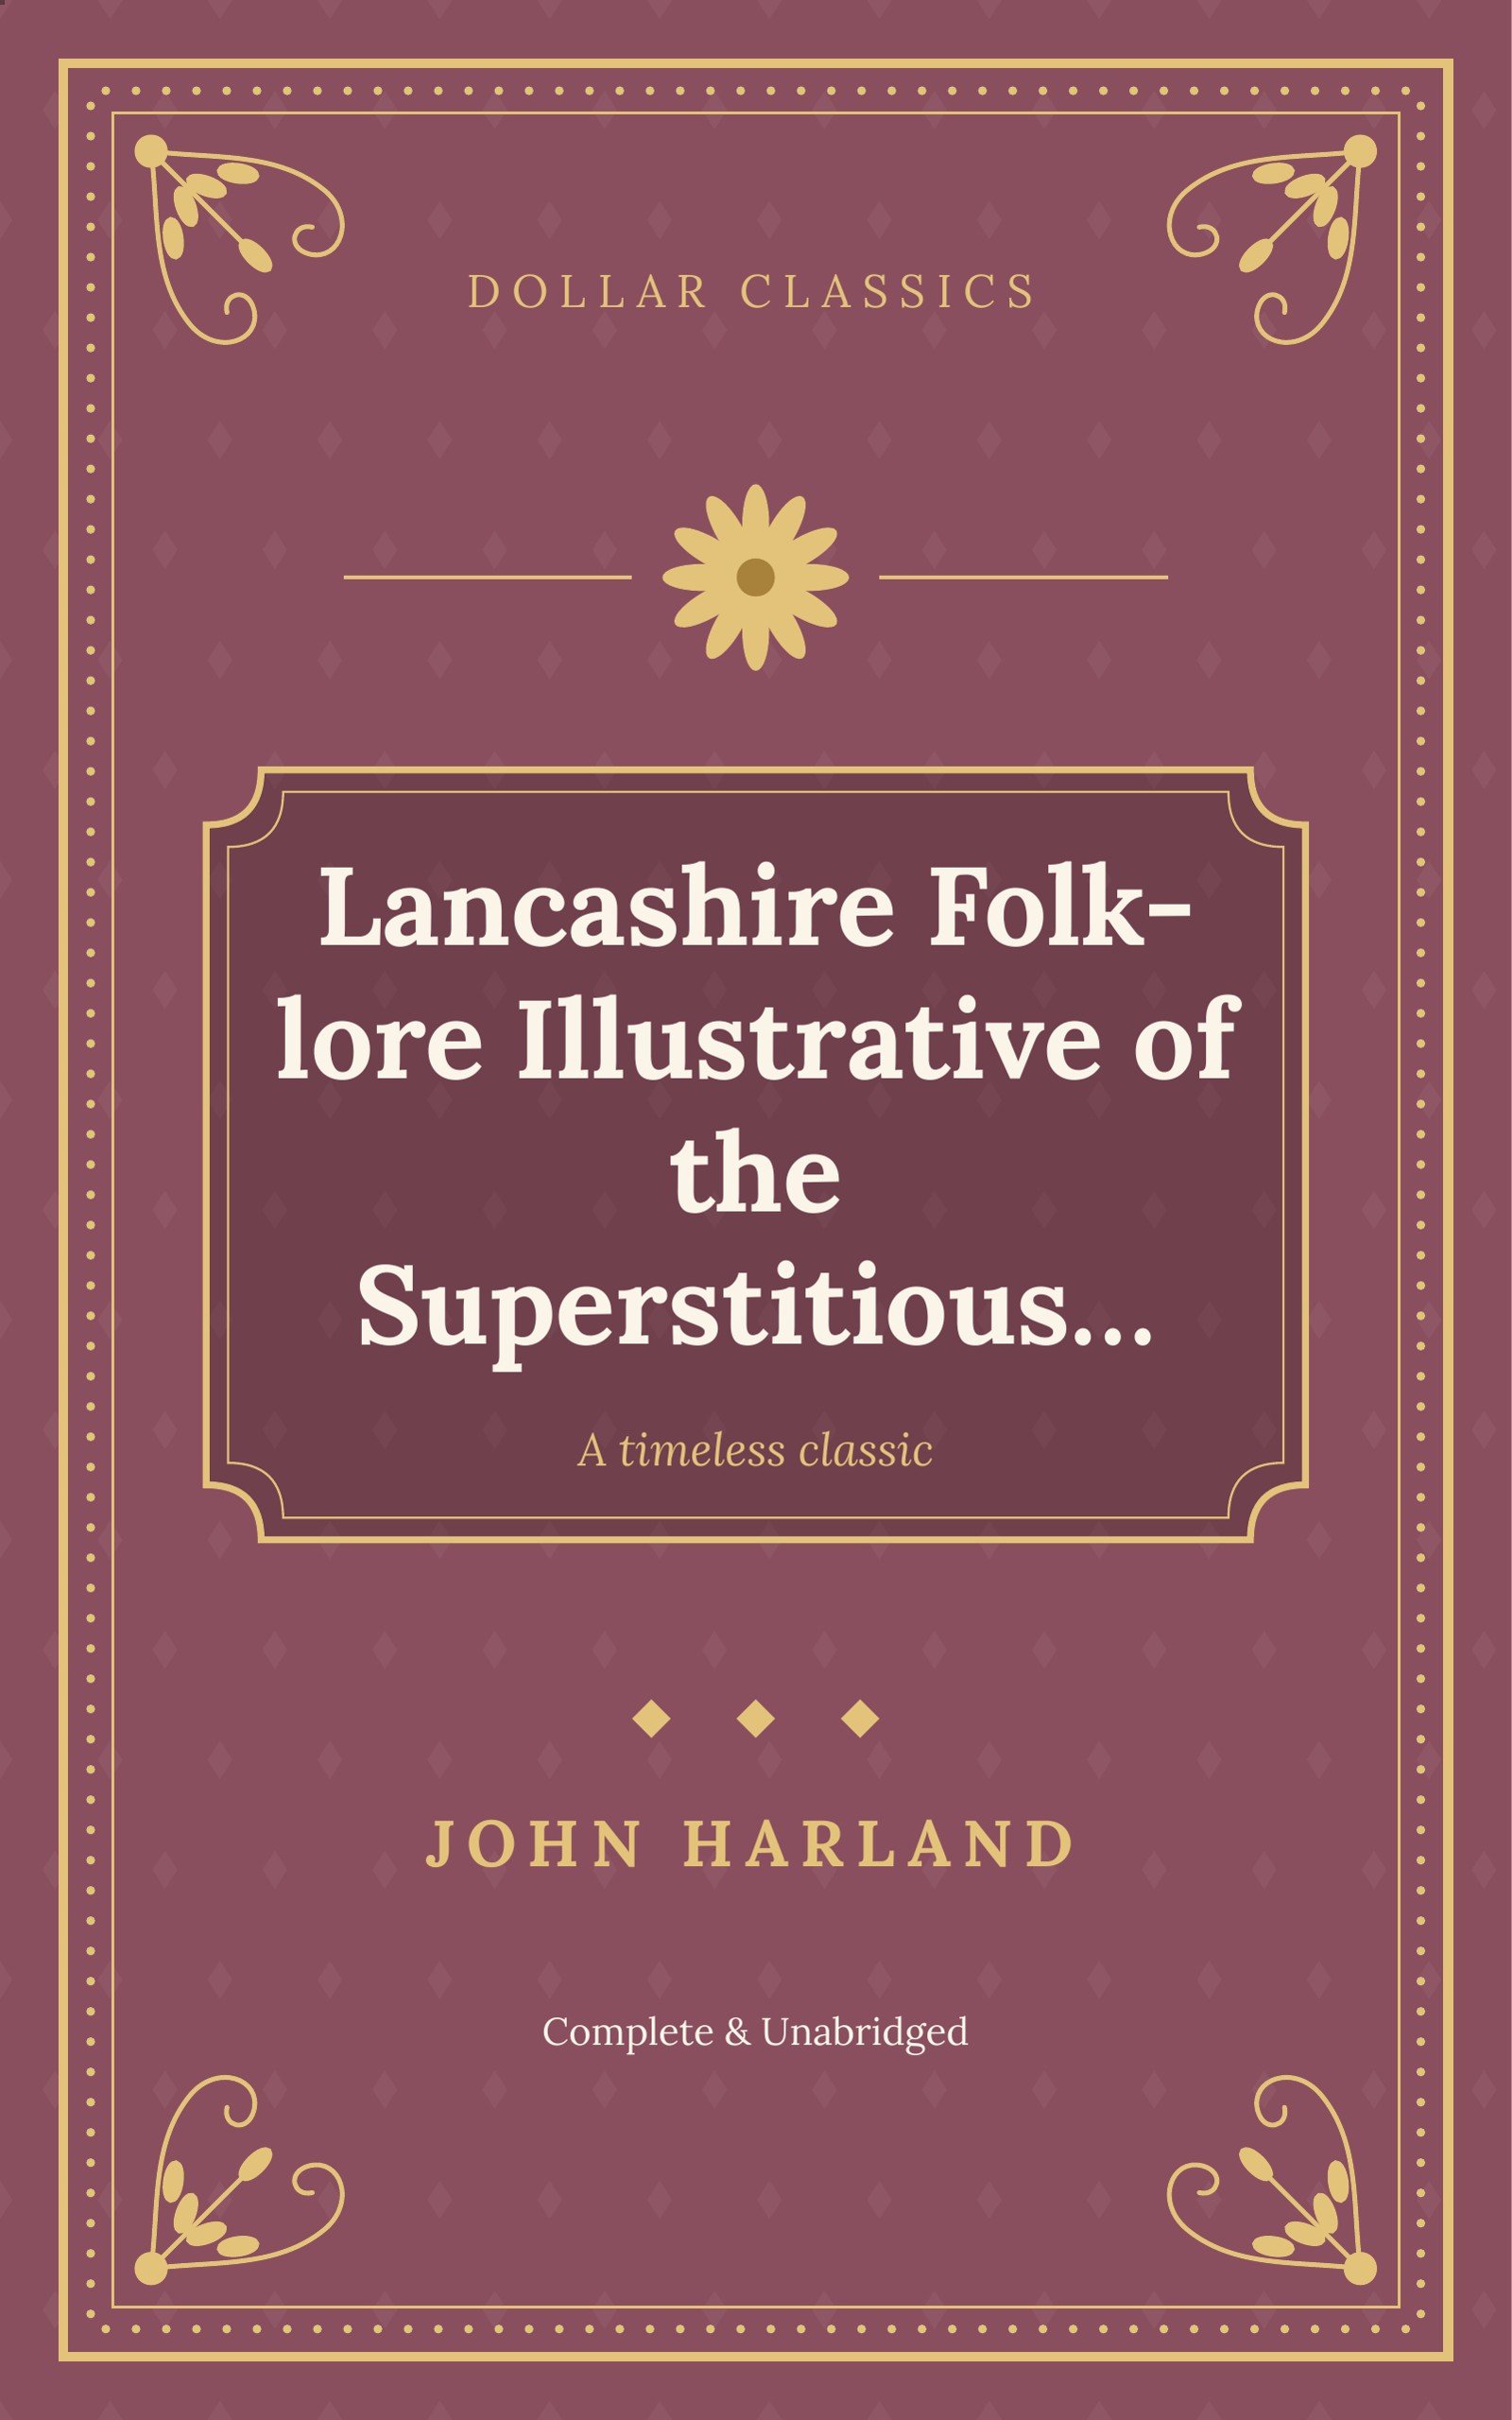 DOLLAR CLASSICS
Lancashire Folk-
lore Illustrative of
the
Superstitious...
A timeless classic
JOHN HARLAND
Complete & Unabridged